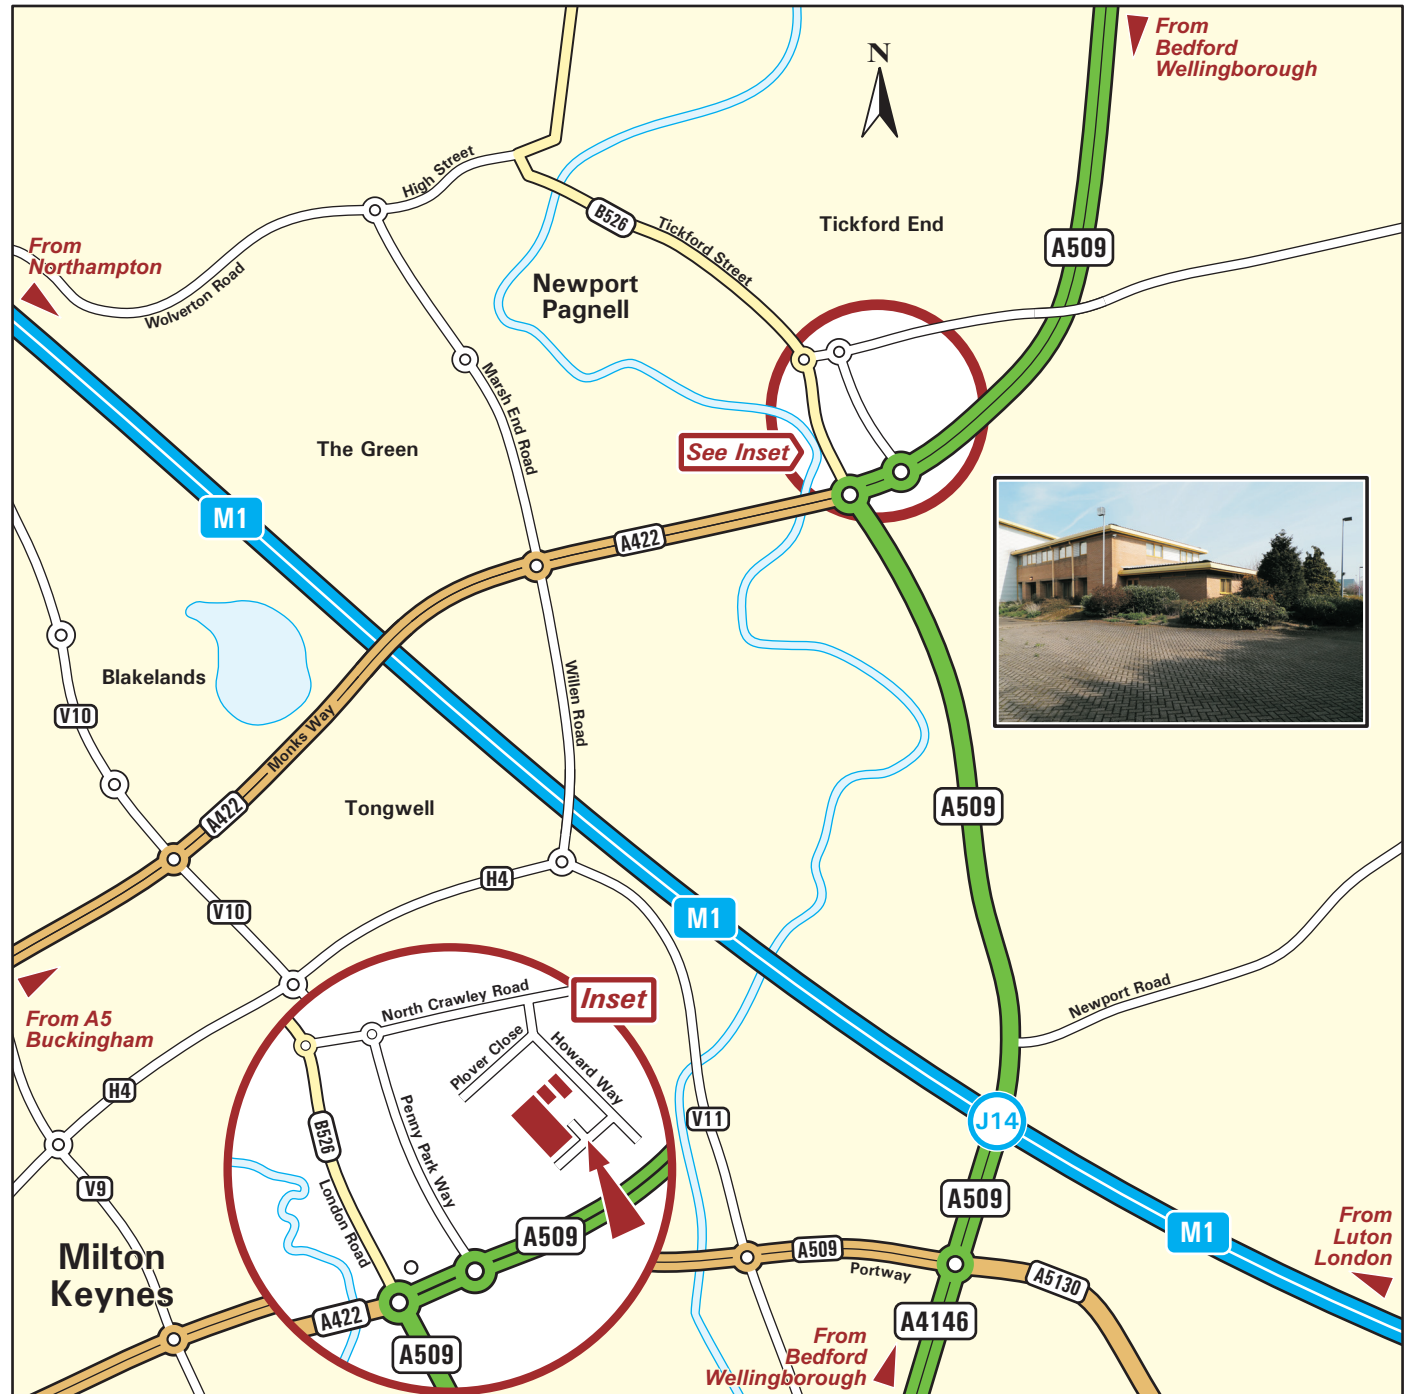 From
Bedford
Wellingborough
N
High Street
B526
Tickford Street
Tickford End
A509
From
Northampton
Wolverton Road
Newport
Pagnell
Marsh End Road
The Green
See Inset
M1
A422
Blakelands
V10
Monks Way
Willen Road
A422
Tongwell
A509
H4
V10
M1
From A5
Buckingham
North Crawley Road
Inset
Newport Road
Plover Close
Howard Way
H4
Penny Park Way
B526
V11
J14
V9
London Road
A509
A509
M1
From
Luton
London
Milton
Keynes
A509
Portway
A5130
A422
A509
A4146
From
Bedford
Wellingborough